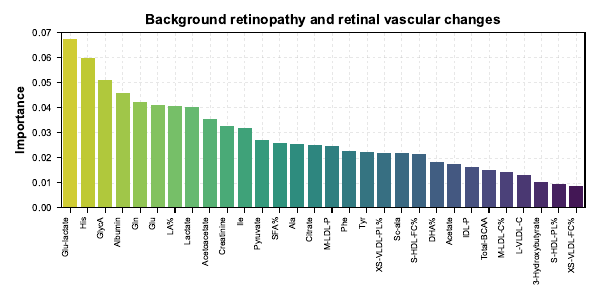 Background retinopathy and retinal vascular changes
Importance
0.07
0.06
0.05
0.04
0.03
0.02
0.01
0.00
Glu-lactate
His
GlycA
Albumin
Gln
Glu
LA%
Lactate
Acetoacetate
Creatinine
Ile
Pyruvate
SFA%
Ala
Citrate
M-LDL-P
Phe
Tyr
XS-VLDL-PL%
S-HDL-FC%
DHA%
Acetate
IDL-P
Total-BCAA
M-LDL-C%
L-VLDL-C
3-Hydroxybutyrate
S-HDL-PL%
XS-VLDL-FC%